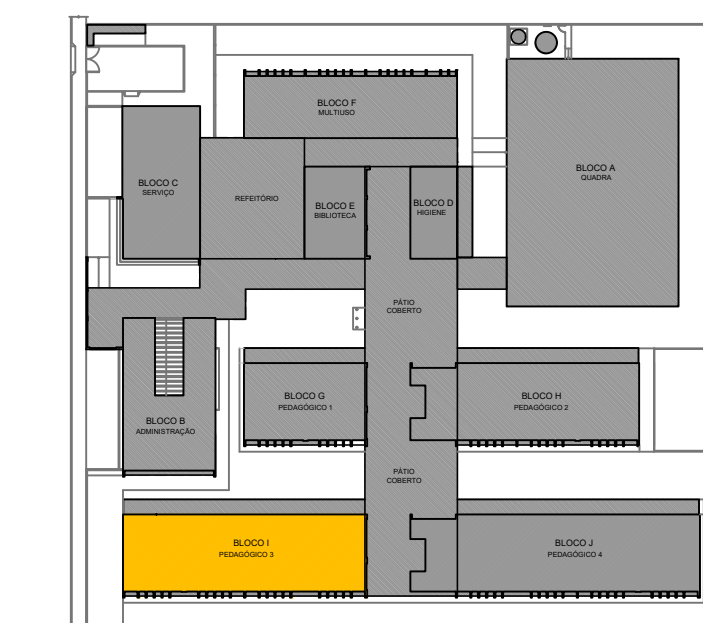 BLOCO F
MULTIUSO
BLOCO A
QUADRA
BLOCO C
SERVIÇO
REFEITÓRIO
BLOCO E
BIBLIOTECA
BLOCO D
HIGIENE
PÁTIO
COBERTO
BLOCO G
PEDAGÓGICO 1
BLOCO H
PEDAGÓGICO 2
BLOCO B
ADMINISTRAÇÃO
PÁTIO
COBERTO
BLOCO I
PEDAGÓGICO 3
BLOCO J
PEDAGÓGICO 4